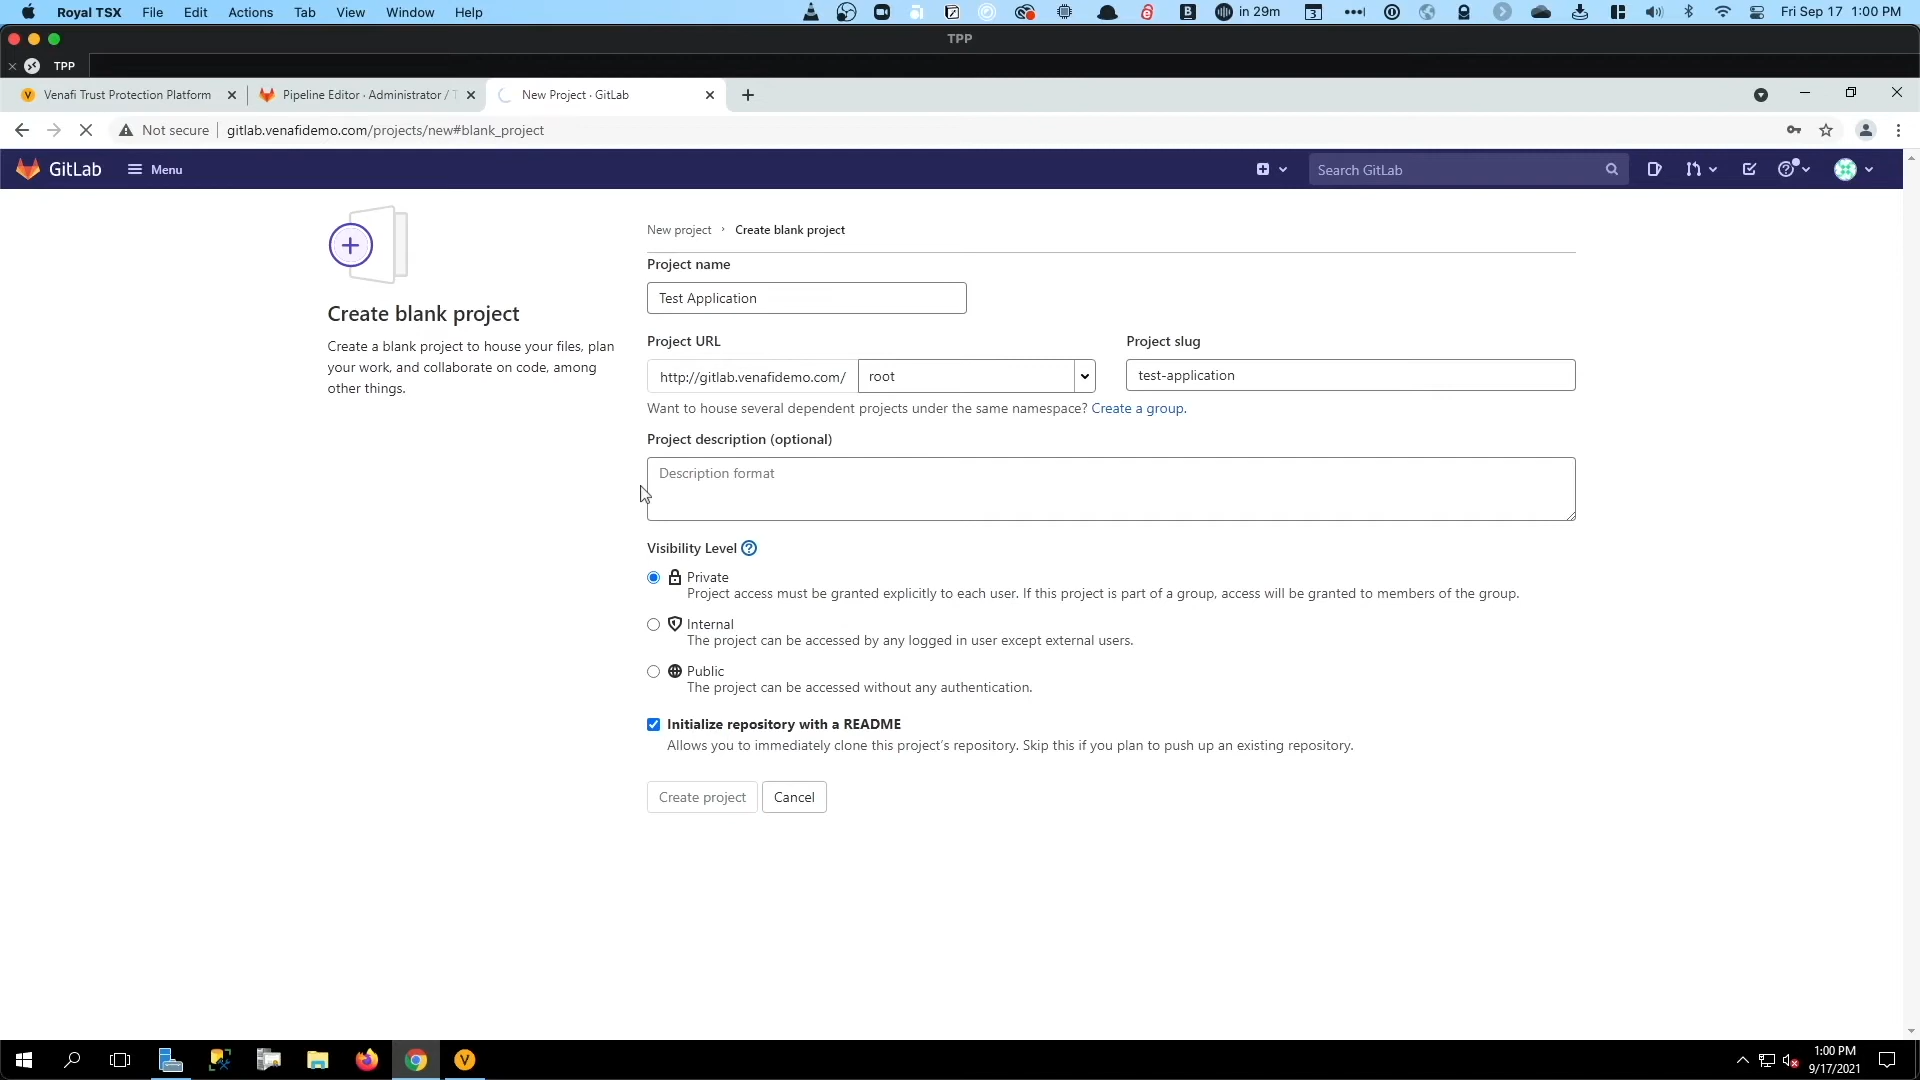 Royal TSX File Edit Actions Tab View Window Help in 29m 3 Fri Sep 17 1:00 PM
TPP
TPP
Venafi Trust Protection Platform Pipeline Editor · Administrator / T New Project · GitLab
Not secure gitlab.venafidemo.com/projects/new#blank_project
GitLab Menu Search GitLab
New project › Create blank project
Project name
Test Application
Create blank project
Create a blank project to house your files, plan
your work, and collaborate on code, among
other things.
Project URL Project slug
http://gitlab.venafidemo.com/ root test-application
Want to house several dependent projects under the same namespace? Create a group.
Project description (optional)
Description format
Visibility Level
Private
Project access must be granted explicitly to each user. If this project is part of a group, access will be granted to members of the group.
Internal
The project can be accessed by any logged in user except external users.
Public
The project can be accessed without any authentication.
Initialize repository with a README
Allows you to immediately clone this project's repository. Skip this if you plan to push up an existing repository.
Create project Cancel
1:00 PM
9/17/2021